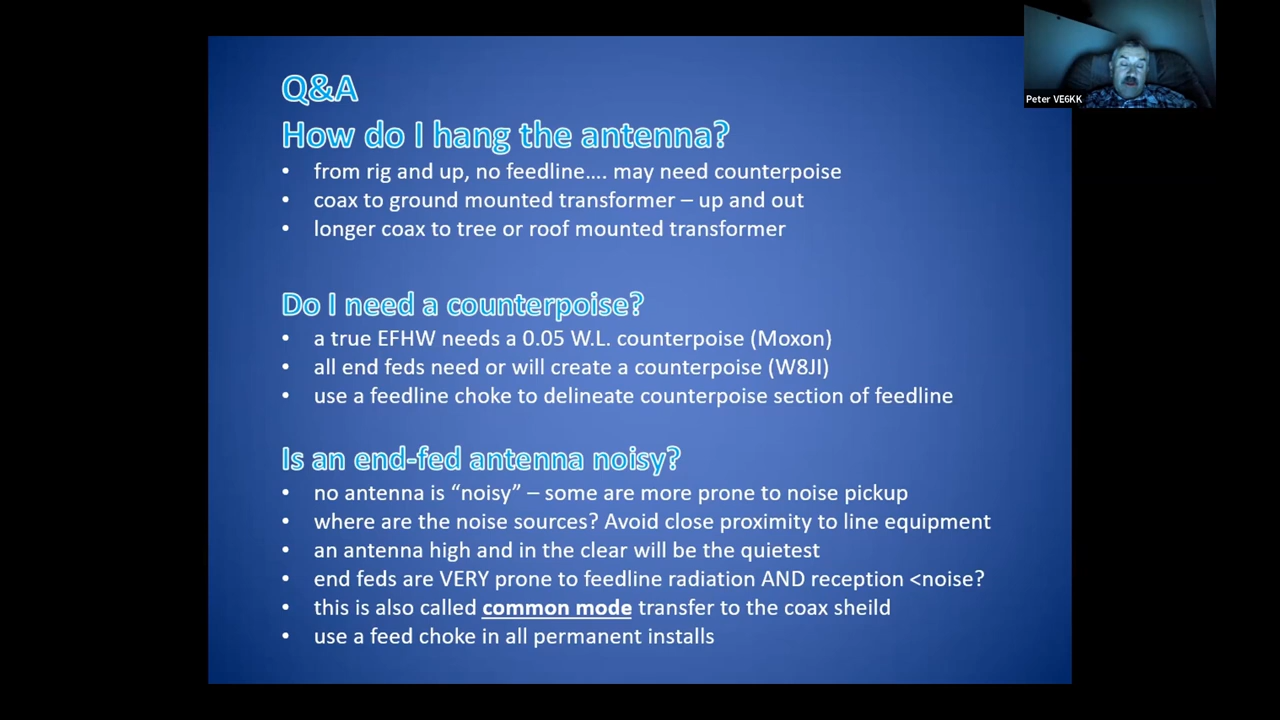 Peter VE6KK
Q&A
How do I hang the antenna?
• from rig and up, no feedline…. may need counterpoise
• coax to ground mounted transformer – up and out
• longer coax to tree or roof mounted transformer
Do I need a counterpoise?
• a true EFHW needs a 0.05 W.L. counterpoise (Moxon)
• all end feds need or will create a counterpoise (W8JI)
• use a feedline choke to delineate counterpoise section of feedline
Is an end-fed antenna noisy?
• no antenna is “noisy” – some are more prone to noise pickup
• where are the noise sources? Avoid close proximity to line equipment
• an antenna high and in the clear will be the quietest
• end feds are VERY prone to feedline radiation AND reception <noise?
• this is also called common mode transfer to the coax sheild
• use a feed choke in all permanent installs